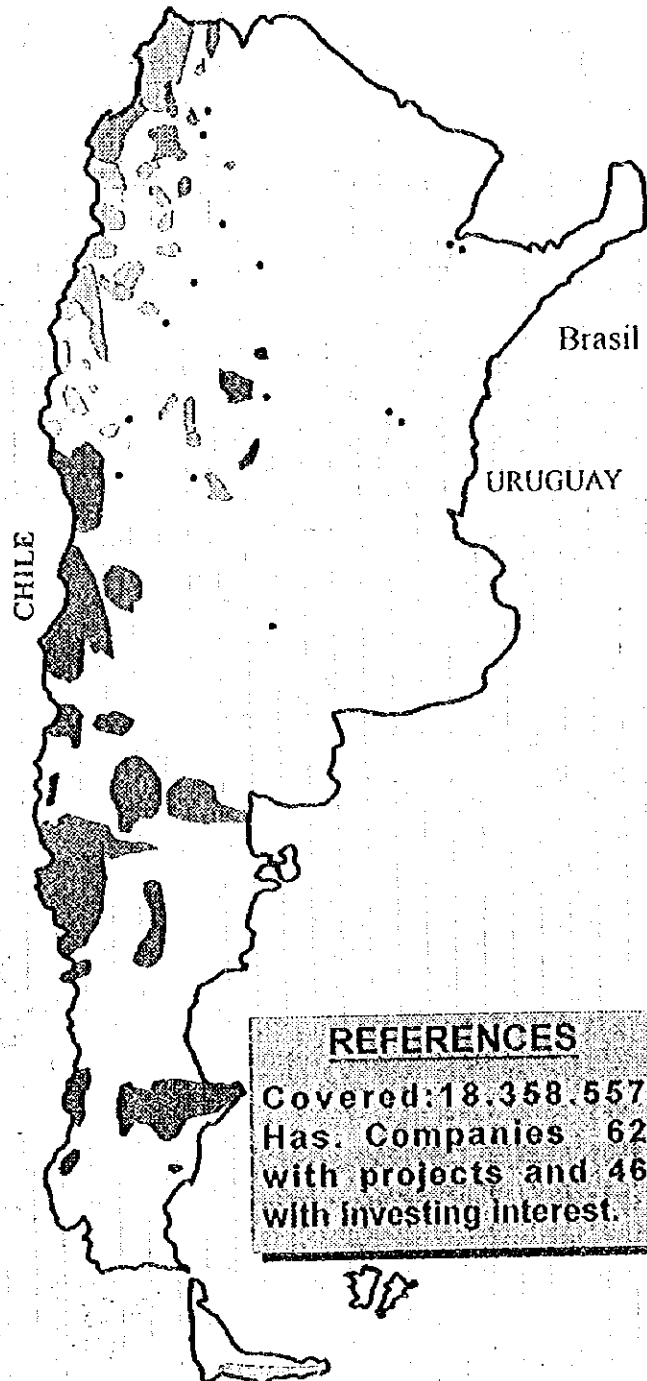 Brasil
URUGUAY
CHILE
REFERENCES
Covered:18.358.557
Has. Companies 62
with projects and 46
with investing interest.